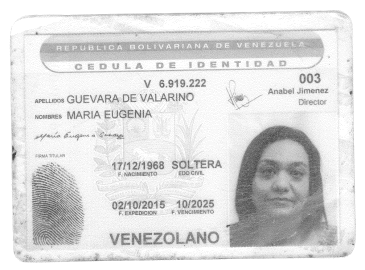 REPUBLICA BOLIVARIANA DE VENEZUELA
CEDULA DE IDENTIDAD
V 6.919.222
003
Anabel Jimenez
Director
APELLIDOS GUEVARA DE VALARINO
NOMBRES MARIA EUGENIA
Maria Eugenia Guevara
FIRMA TITULAR
17/12/1968 SOLTERA
F. NACIMIENTO EDO CIVIL
02/10/2015 10/2025
F. EXPEDICION F. VENCIMIENTO
VENEZOLANO